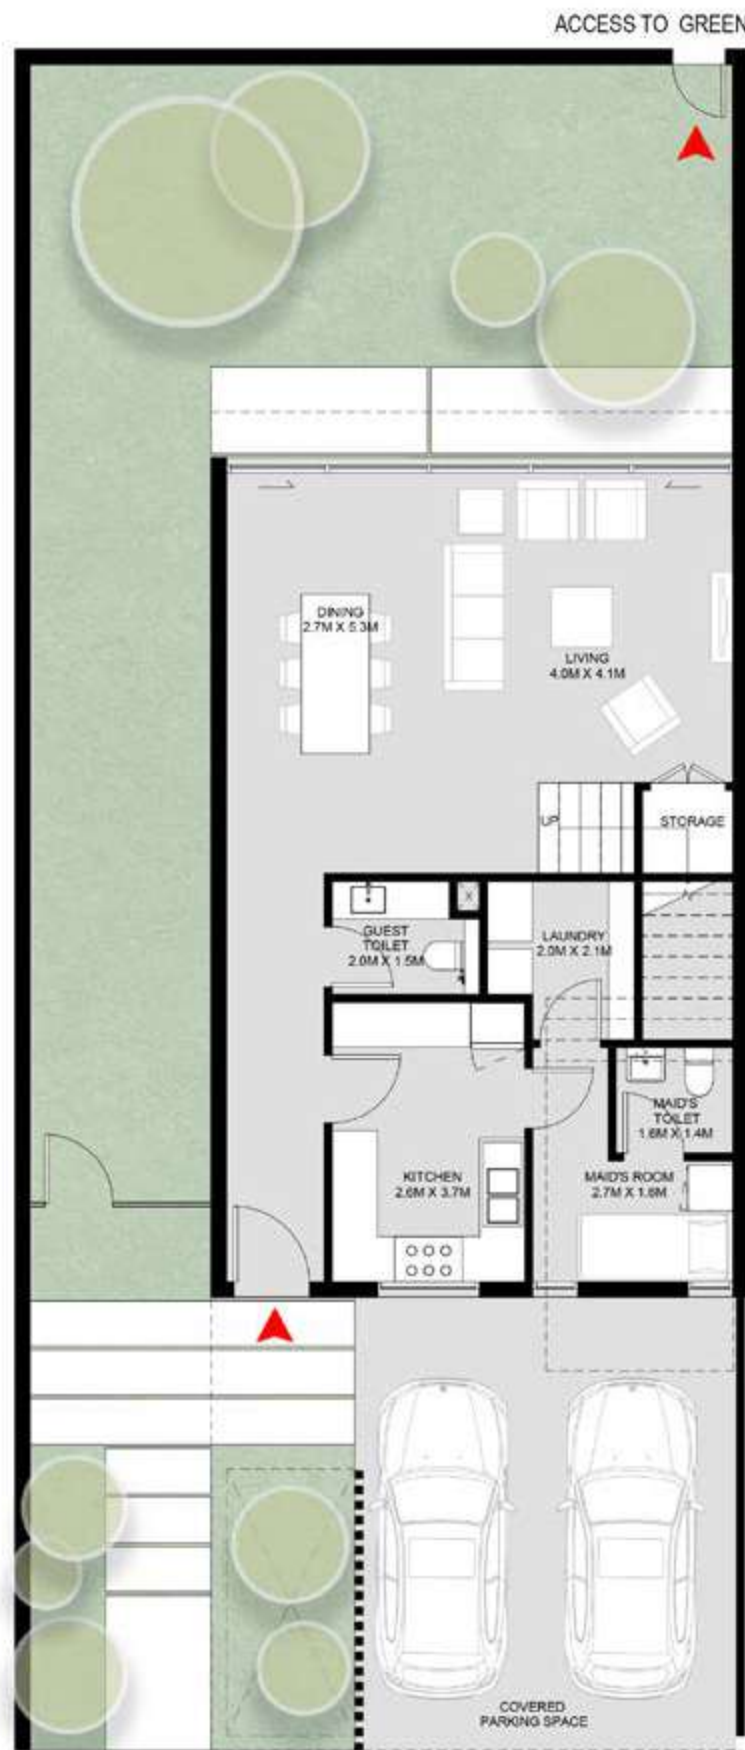 ACCESS TO GREEN
DINING
2.7M X 5.3M
LIVING
4.0M X 4.1M
UP
STORAGE
X
GUEST
TOILET
2.0M X 1.5M
LAUNDRY
2.0M X 2.1M
MAID'S
TOILET
1.6M X 1.4M
KITCHEN
2.6M X 3.7M
MAID'S ROOM
2.7M X 1.6M
COVERED
PARKING SPACE